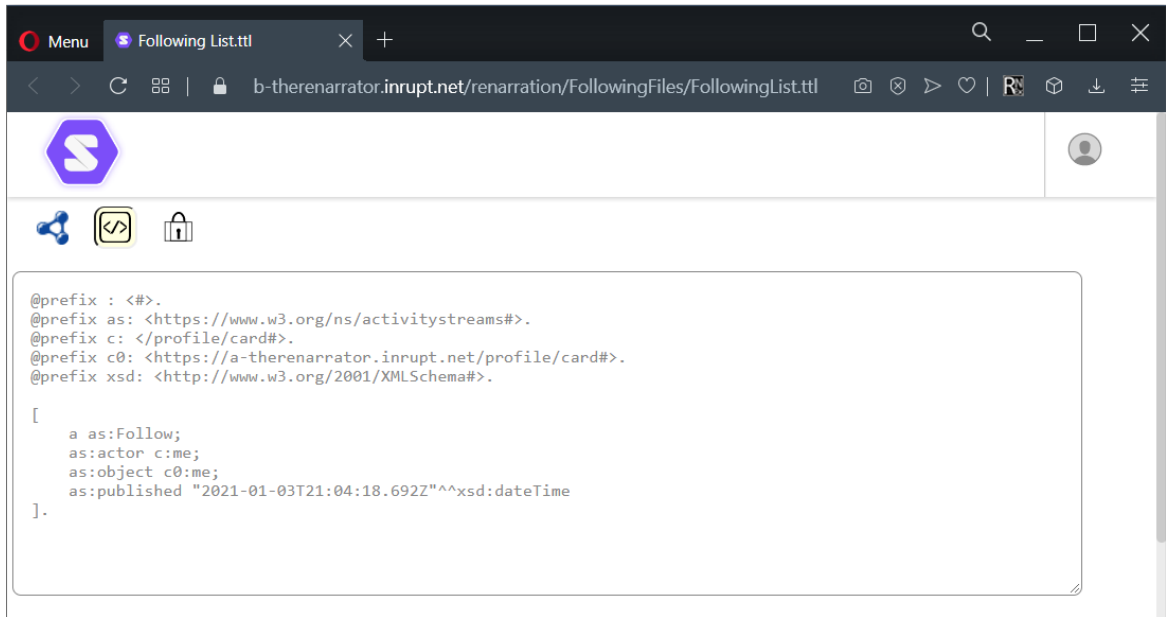 Menu
Following List.ttl
b-therenarrator.inrupt.net/renarration/FollowingFiles/FollowingList.ttl
@prefix : <#>.
@prefix as: <https://www.w3.org/ns/activitystreams#>.
@prefix c: </profile/card#>.
@prefix c0: <https://a-therenarrator.inrupt.net/profile/card#>.
@prefix xsd: <http://www.w3.org/2001/XMLSchema#>.
[
    a as:Follow;
    as:actor c:me;
    as:object c0:me;
    as:published "2021-01-03T21:04:18.692Z"^^xsd:dateTime
].